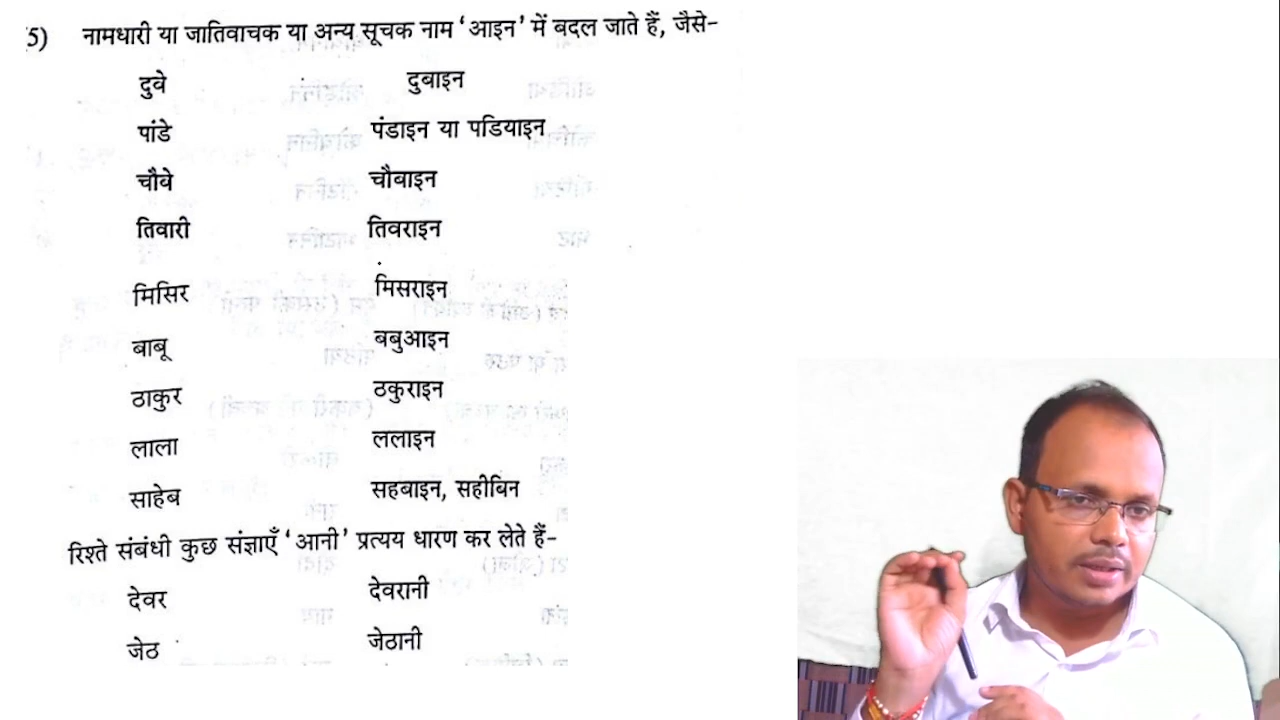 5) नामधारी या जातिवाचक या अन्य सूचक नाम ‘आइन’ में बदल जाते हैं, जैसे–
दुवे दुबाइन
पांडे पंडाइन या पडियाइन
चौबे चौबाइन
तिवारी तिवराइन
मिसिर मिसराइन
बाबू बबुआइन
ठाकुर ठकुराइन
लाला ललाइन
साहेब सहबाइन, सहीबिन
रिश्ते संबंधी कुछ संज्ञाएँ ‘आनी’ प्रत्यय धारण कर लेते हैं–
देवर देवरानी
जेठ जेठानी